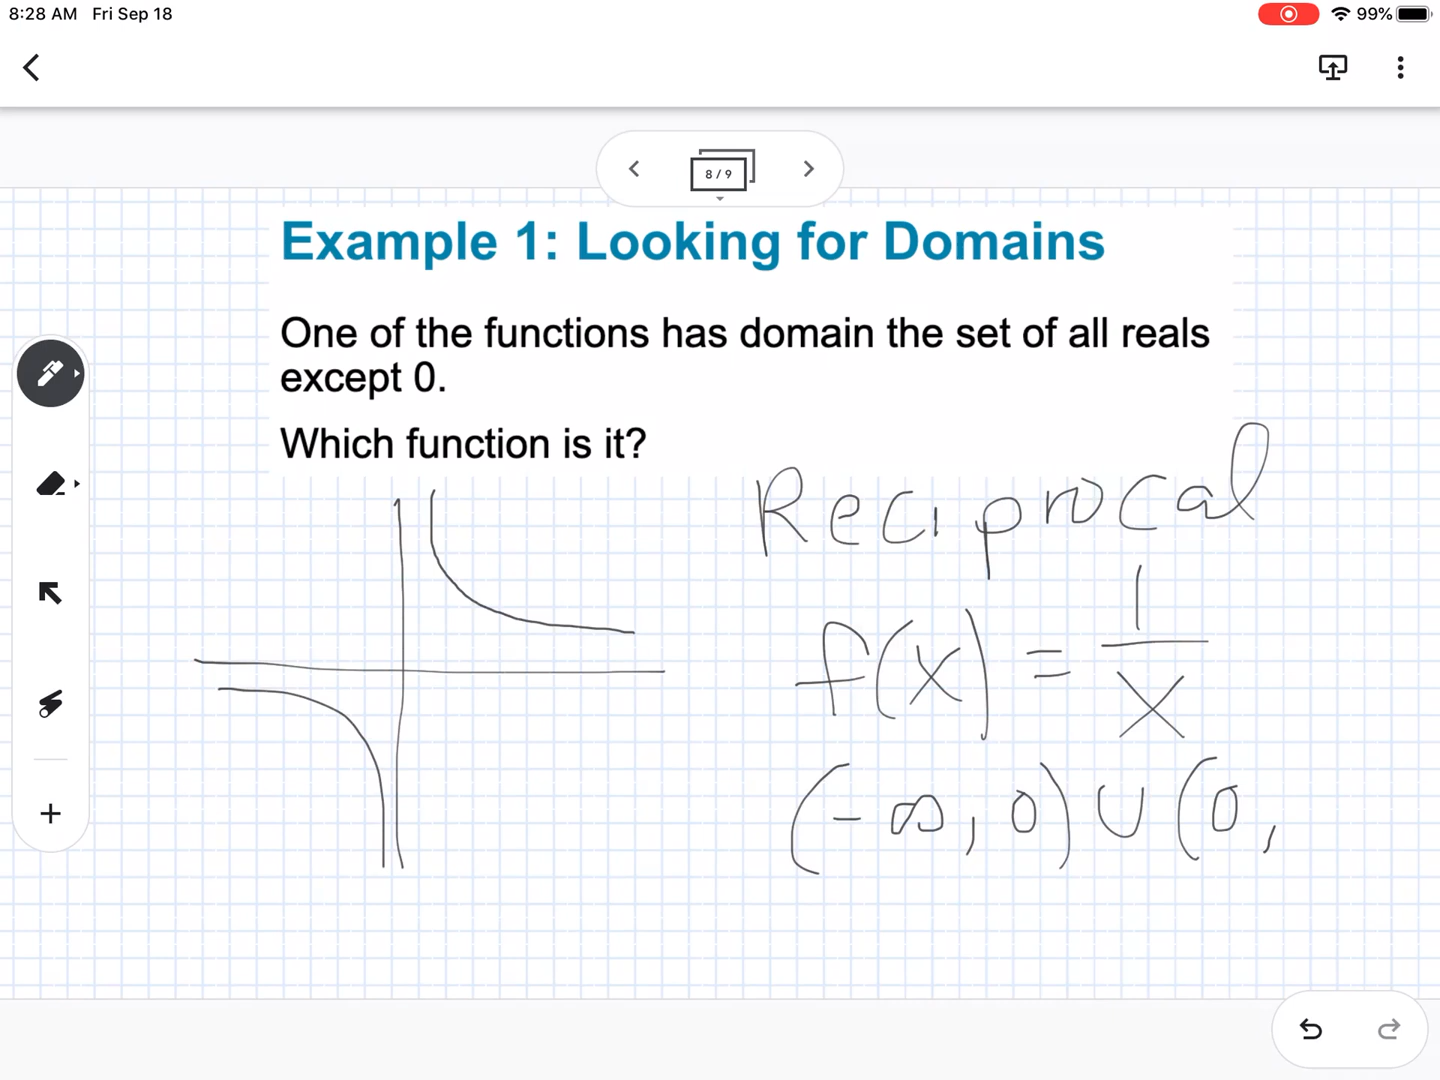 8:28 AM Fri Sep 18 99%
8 / 9
Example 1: Looking for Domains
One of the functions has domain the set of all reals
except 0.
Which function is it?
Reciprocal
f(x) = 1/x
(-∞, 0) ∪ (0,